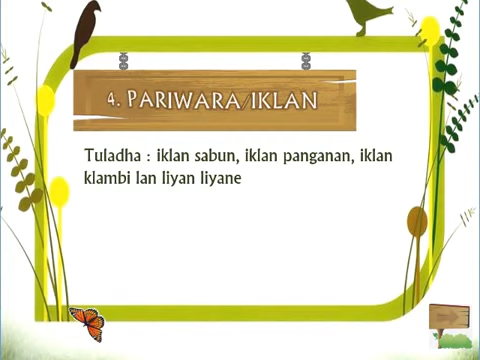 4. PARIWARA/IKLAN
Tuladha : iklan sabun, iklan panganan, iklan
klambi lan liyan liyane